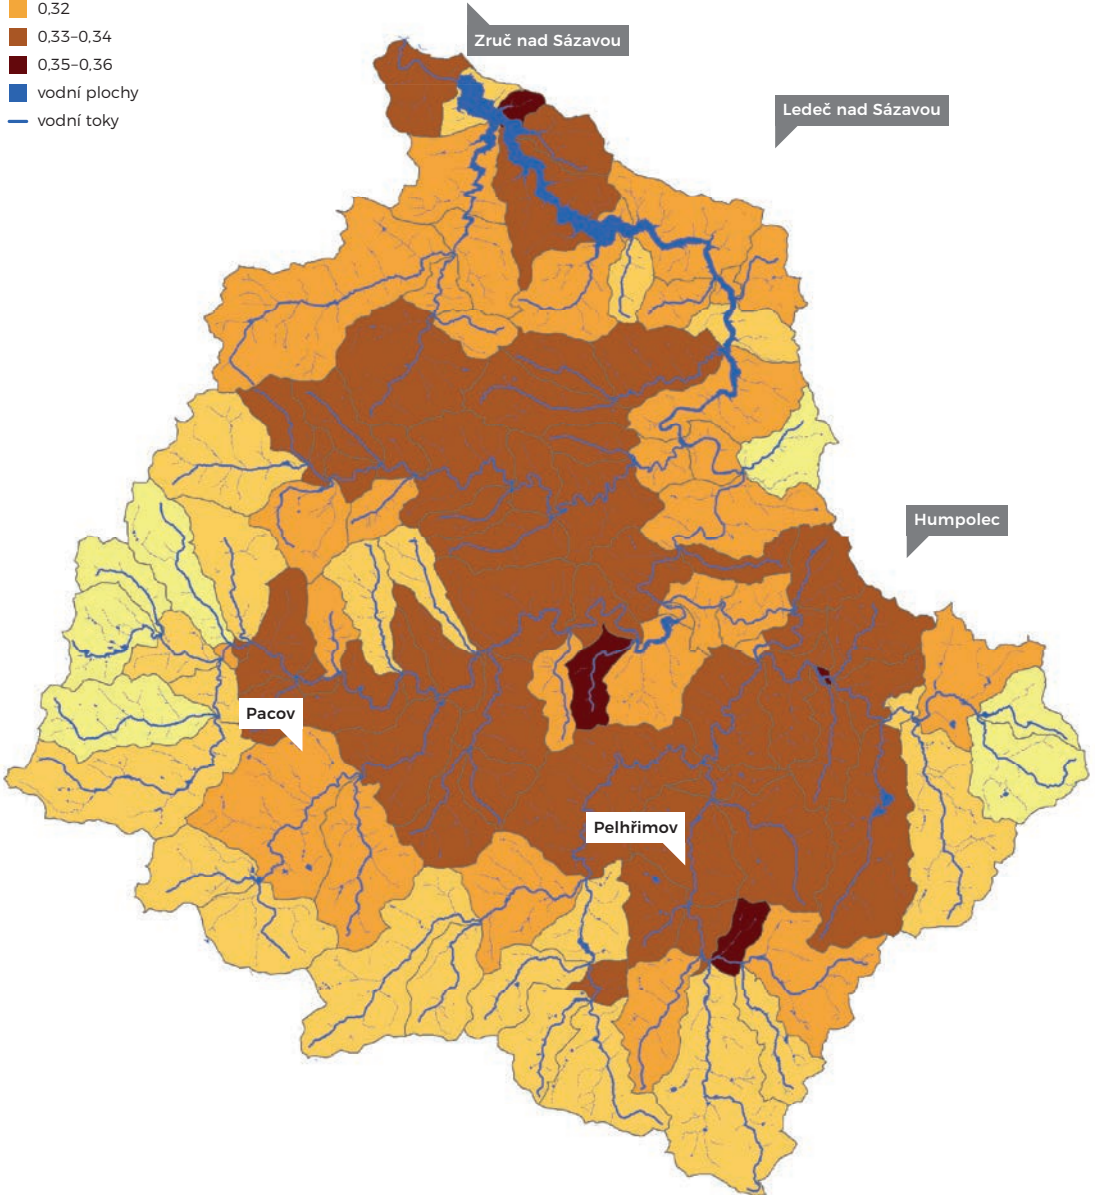 0,32
0,33–0,34
0,35–0,36
vodní plochy
vodní toky
Zruč nad Sázavou
Ledeč nad Sázavou
Humpolec
Pacov
Pelhřimov